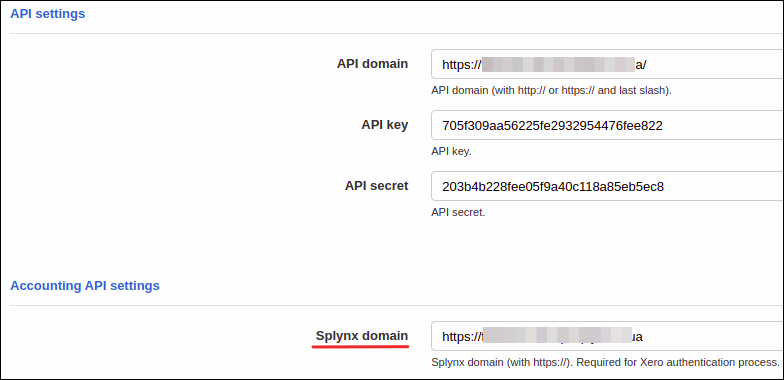 API settings
API domain https:// a/
API domain (with http:// or https:// and last slash).
API key 705f309aa56225fe2932954476fee822
API key.
API secret 203b4b228fee05f9a40c118a85eb5ec8
API secret.
Accounting API settings
Splynx domain https:// ua
Splynx domain (with https://). Required for Xero authentication process.